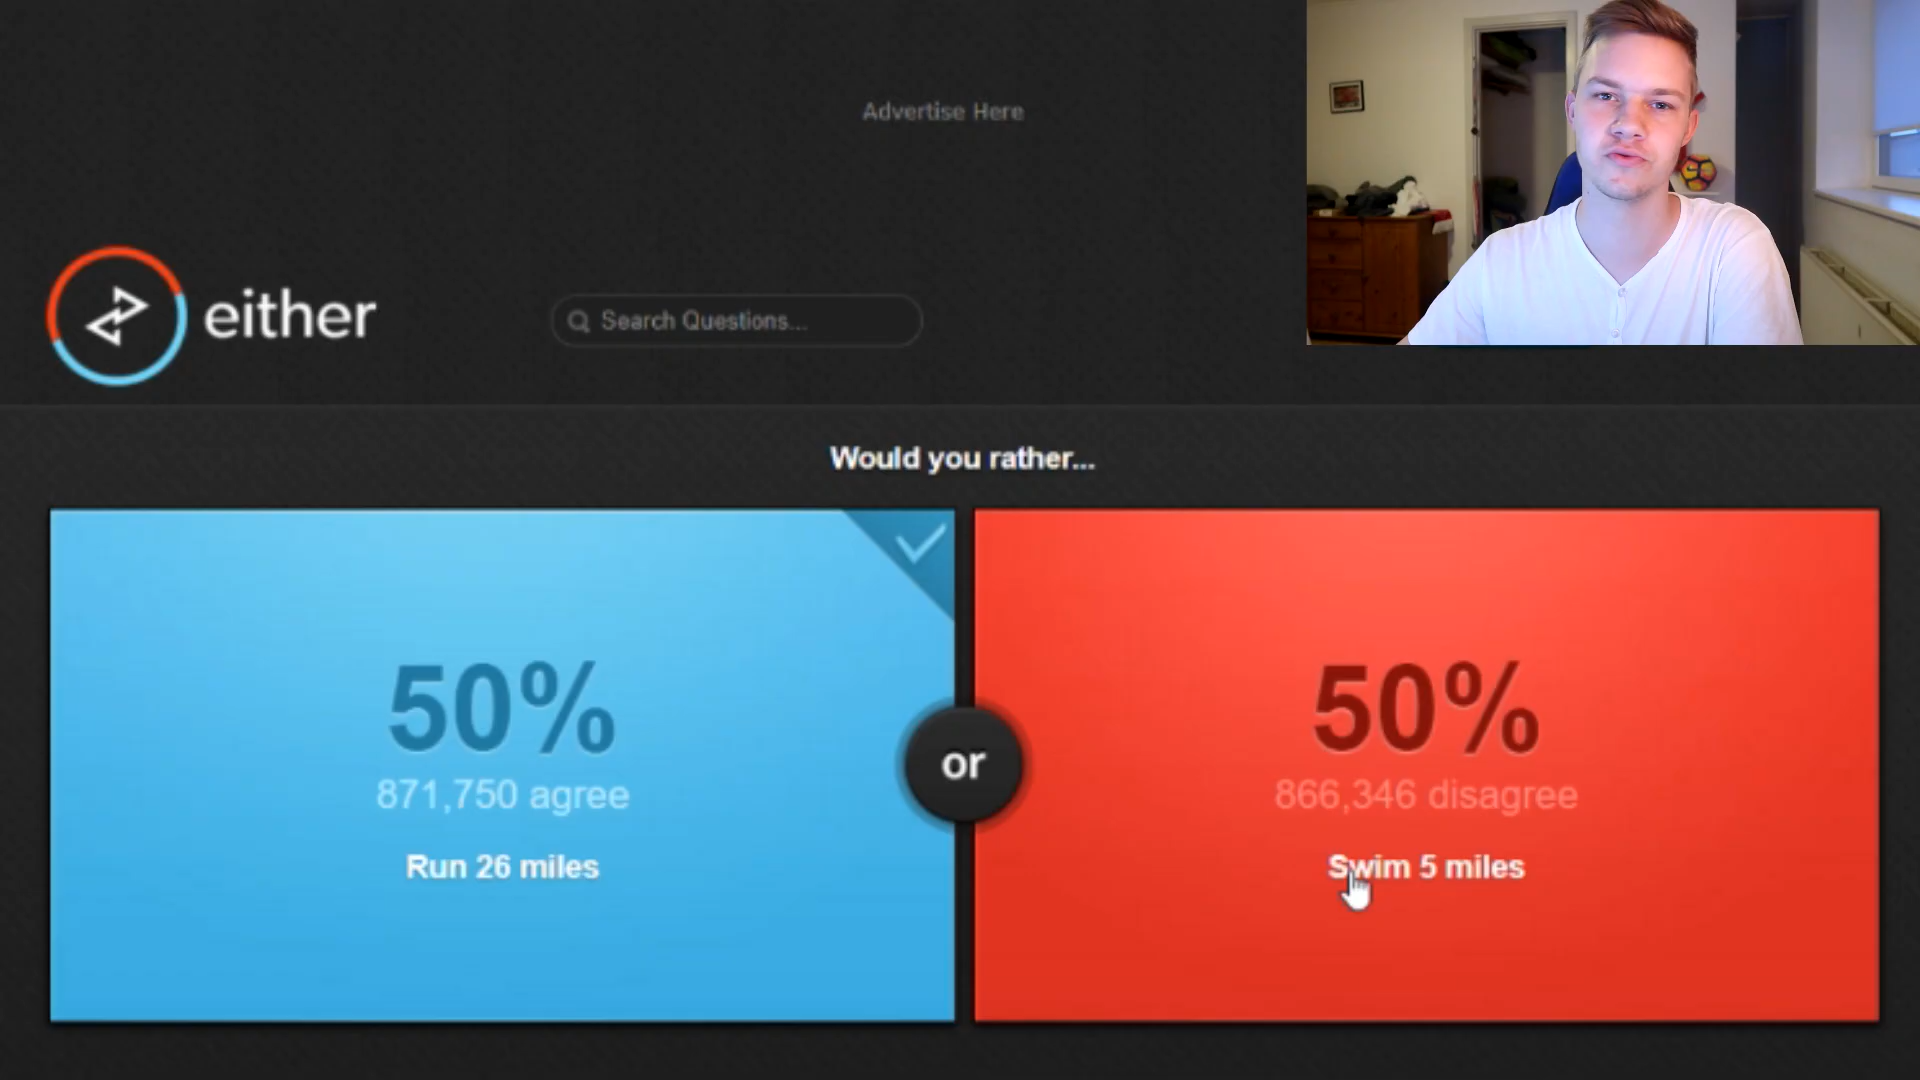 Advertise Here
either
Search Questions...
Would you rather...
50%
871,750 agree
Run 26 miles
or
50%
866,346 disagree
Swim 5 miles